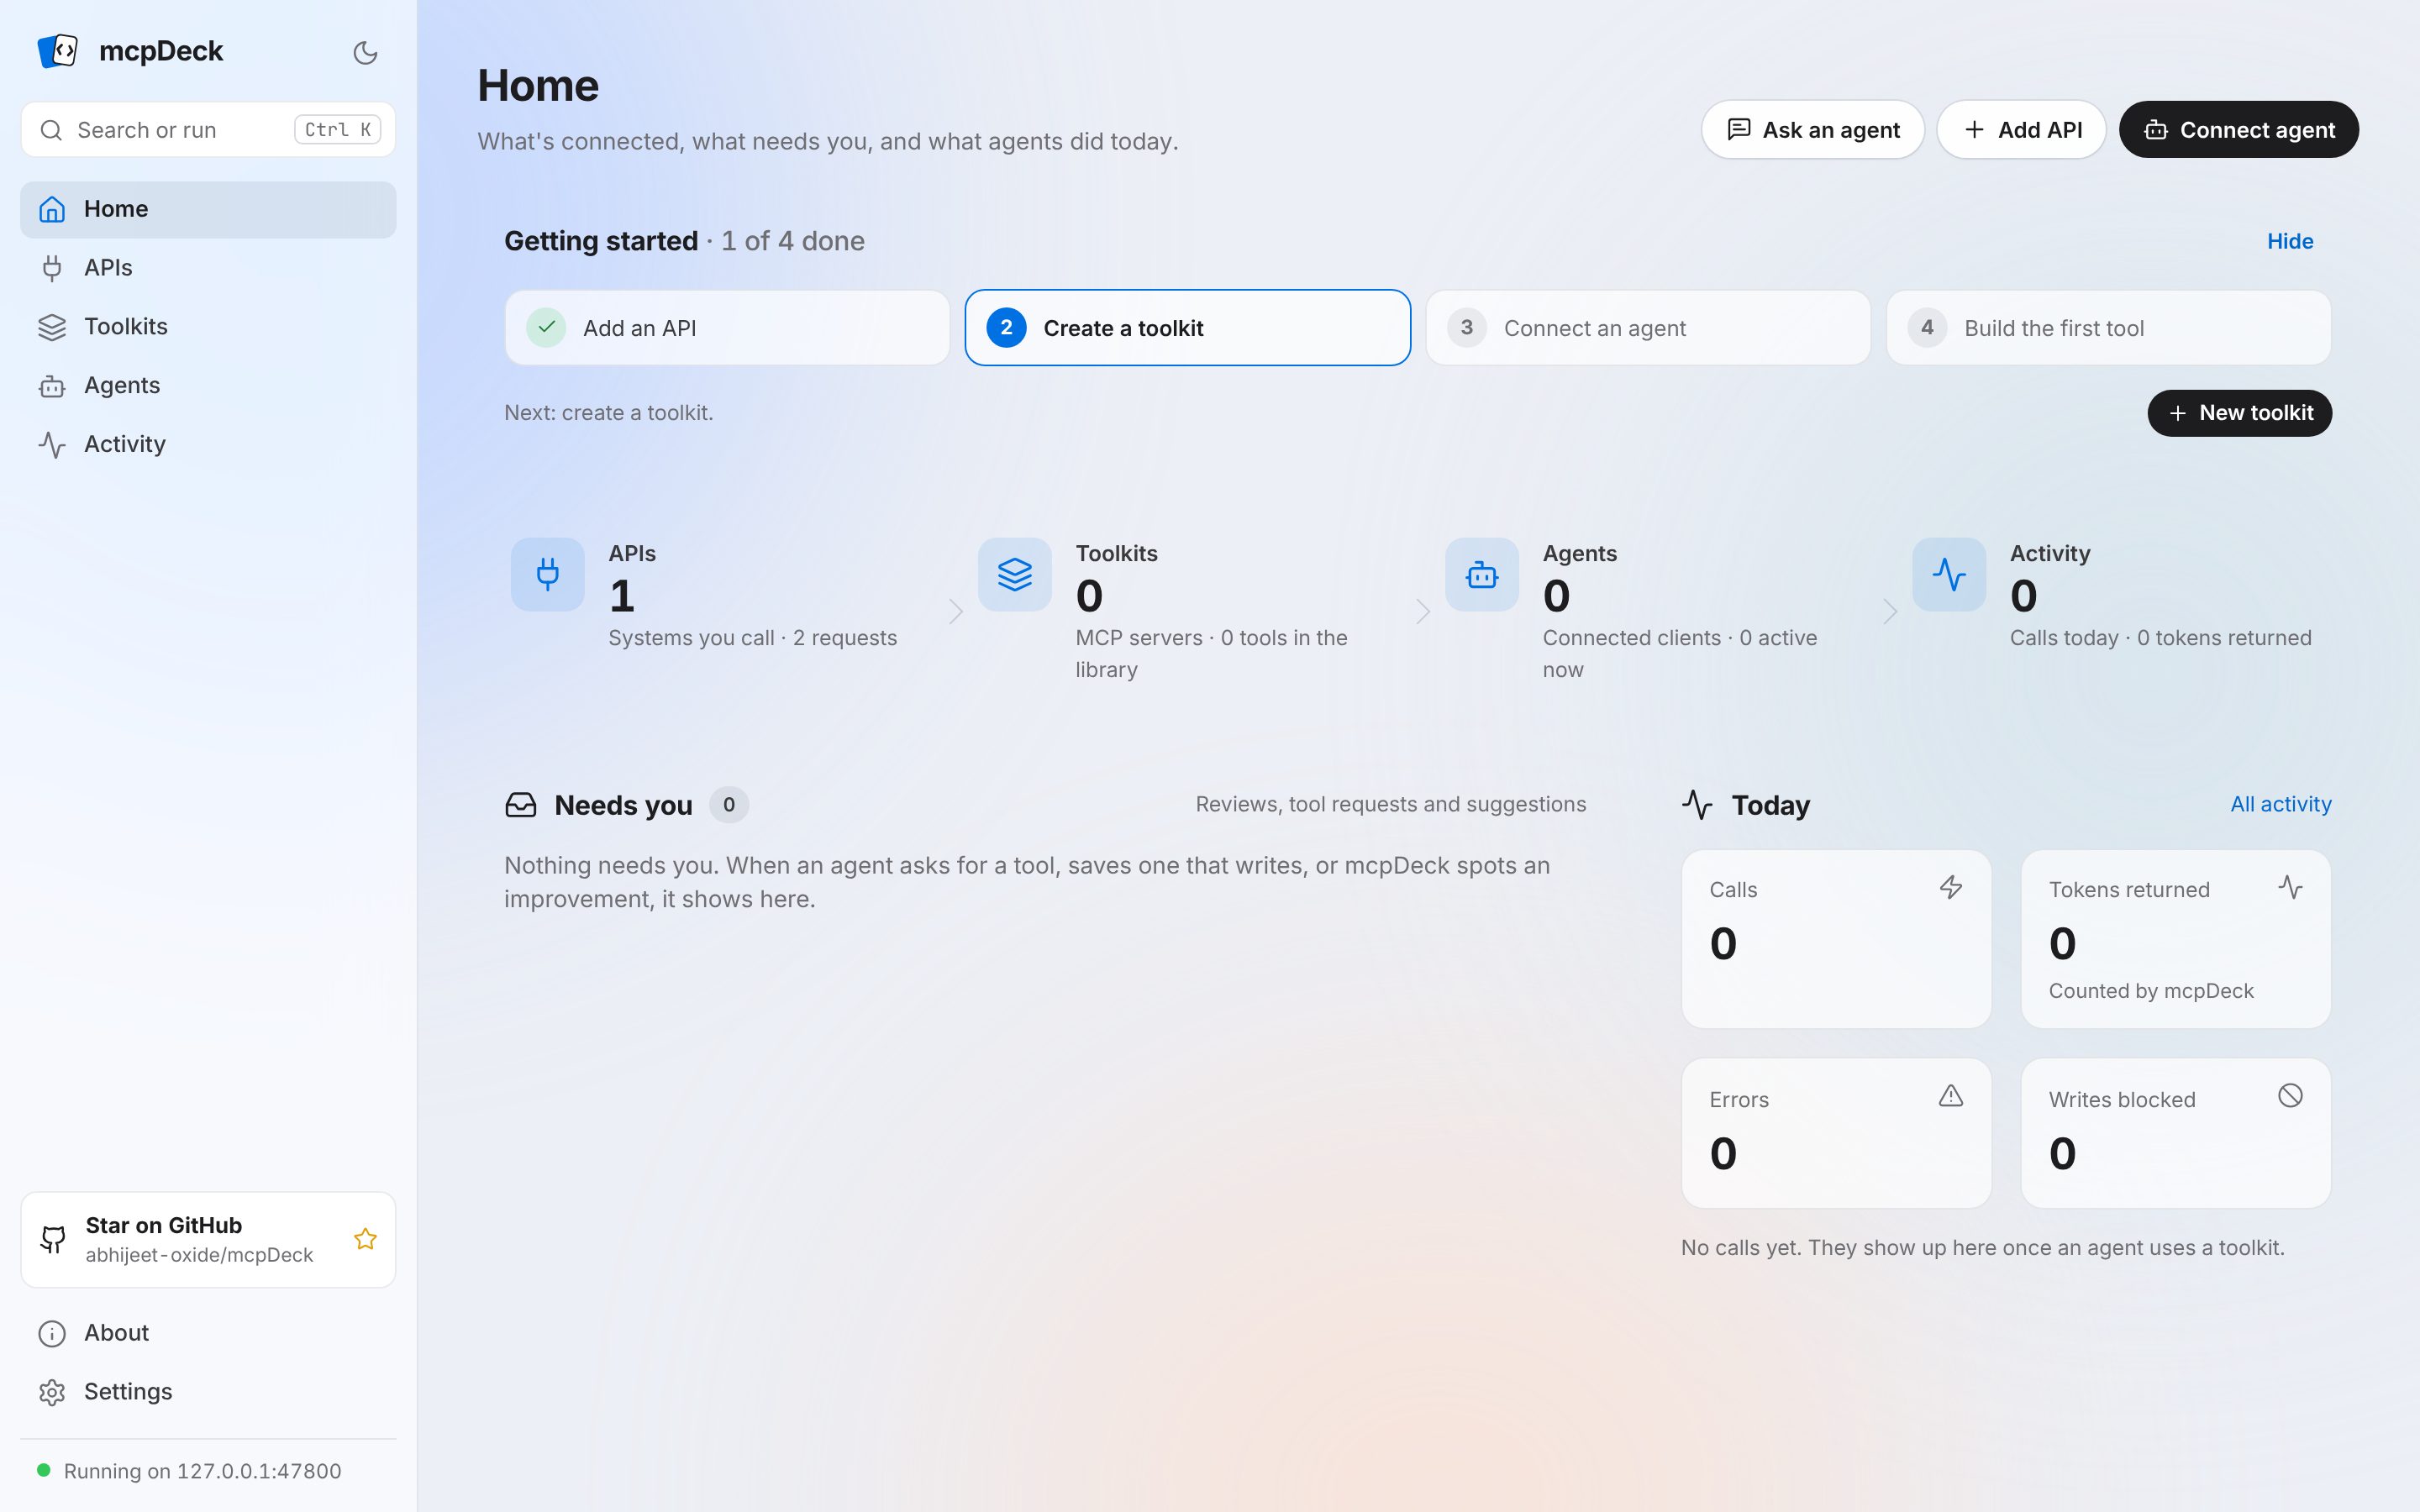 mcpDeck
Search or run
Ctrl K
Home
APIs
Toolkits
Agents
Activity
Star on GitHub
abhijeet-oxide/mcpDeck
About
Settings
Running on 127.0.0.1:47800
Home
What's connected, what needs you, and what agents did today.
Ask an agent
Add API
Connect agent
Getting started · 1 of 4 done
Hide
Add an API
2 Create a toolkit
3 Connect an agent
4 Build the first tool
Next: create a toolkit.
New toolkit
APIs
1
Systems you call · 2 requests
Toolkits
0
MCP servers · 0 tools in the
library
Agents
0
Connected clients · 0 active
now
Activity
0
Calls today · 0 tokens returned
Needs you 0
Reviews, tool requests and suggestions
Nothing needs you. When an agent asks for a tool, saves one that writes, or mcpDeck spots an
improvement, it shows here.
Today
All activity
Calls
0
Tokens returned
0
Counted by mcpDeck
Errors
0
Writes blocked
0
No calls yet. They show up here once an agent uses a toolkit.